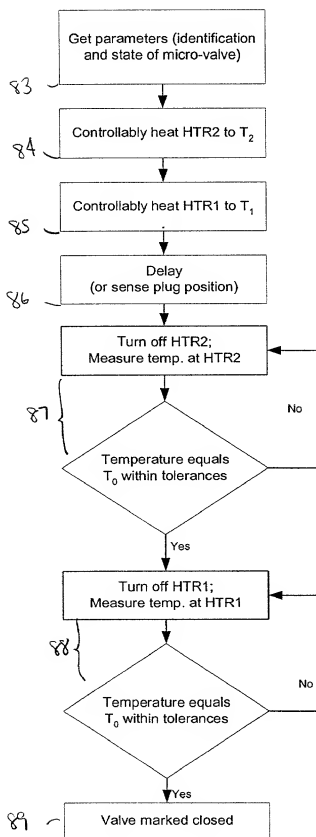 Get parameters (identification
and state of micro-valve)
83
Controllably heat HTR2 to T2
84
Controllably heat HTR1 to T1
85
Delay
(or sense plug position)
86
Turn off HTR2;
Measure temp. at HTR2
87
No
Temperature equals
T0 within tolerances
Yes
Turn off HTR1;
Measure temp. at HTR1
88
No
Temperature equals
T0 within tolerances
Yes
Valve marked closed
89